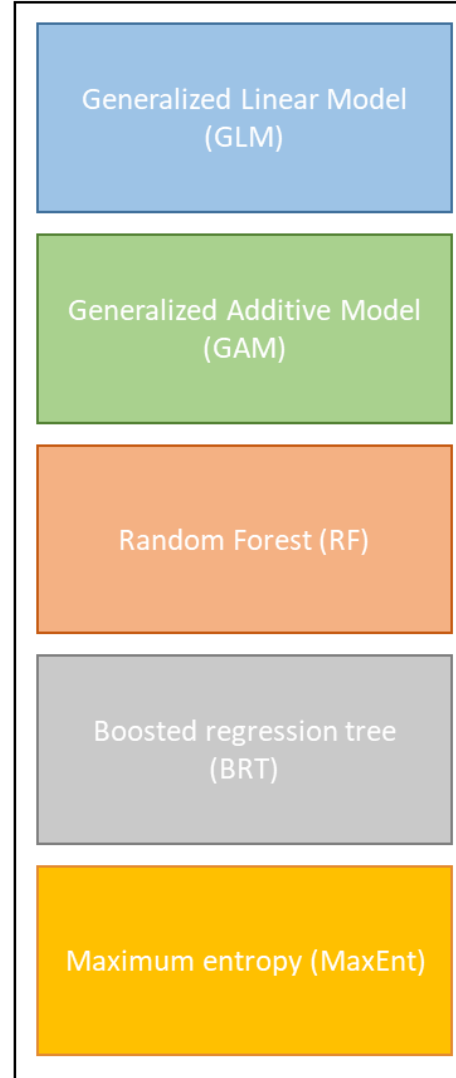 Generalized Linear Model
(GLM)
Generalized Additive Model
(GAM)
Random Forest (RF)
Boosted regression tree
(BRT)
Maximum entropy (MaxEnt)